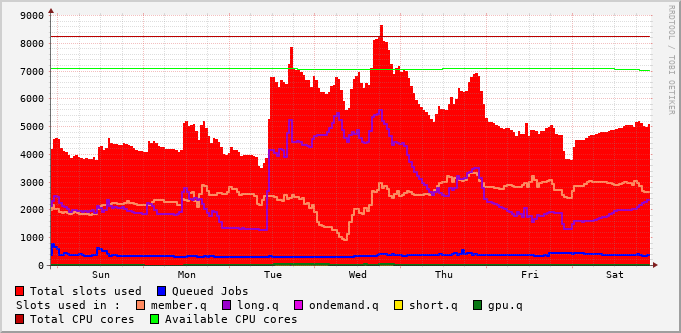 9000
8000
7000
6000
5000
4000
3000
2000
1000
0
Sun Mon Tue Wed Thu Fri Sat
RRDTOOL / TOBI OETIKER
Total slots used Queued Jobs
Slots used in : member.q long.q ondemand.q short.q gpu.q
Total CPU cores Available CPU cores